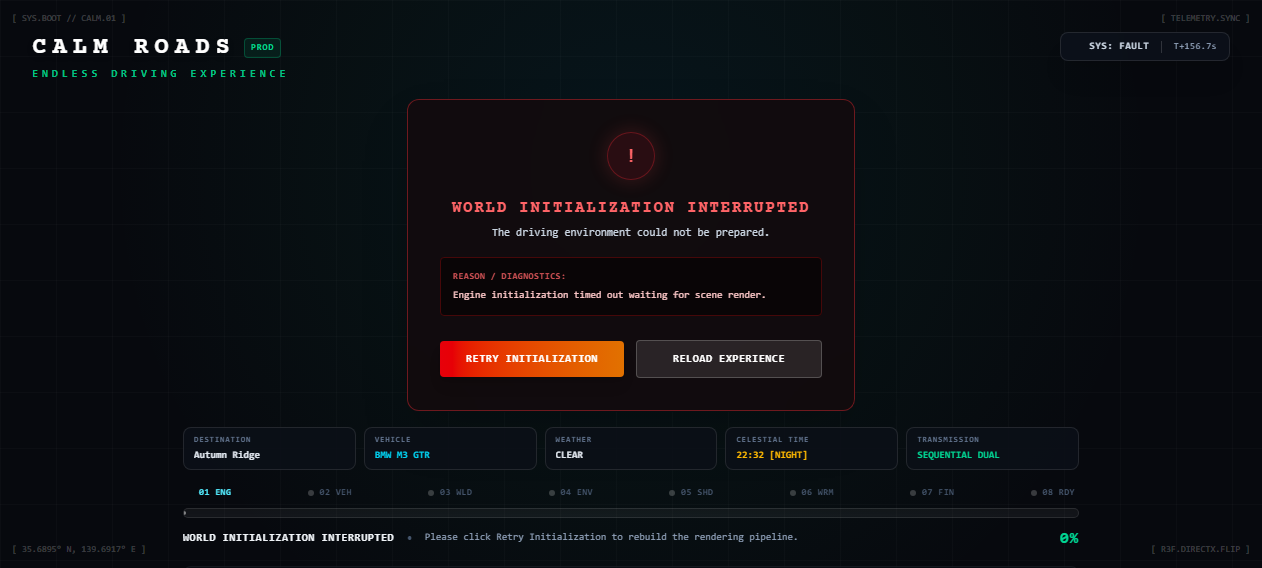 [ SYS.BOOT // CALM.01 ]
[ TELEMETRY.SYNC ]
CALM ROADS PROD
SYS: FAULT T+156.7s
ENDLESS DRIVING EXPERIENCE
!
WORLD INITIALIZATION INTERRUPTED
The driving environment could not be prepared.
REASON / DIAGNOSTICS:
Engine initialization timed out waiting for scene render.
RETRY INITIALIZATION RELOAD EXPERIENCE
DESTINATION
Autumn Ridge
VEHICLE
BMW M3 GTR
WEATHER
CLEAR
CELESTIAL TIME
22:32 [NIGHT]
TRANSMISSION
SEQUENTIAL DUAL
01 ENG 02 VEH 03 WLD 04 ENV 05 SHD 06 WRM 07 FIN 08 RDY
WORLD INITIALIZATION INTERRUPTED • Please click Retry Initialization to rebuild the rendering pipeline. 0%
[ 35.6895° N, 139.6917° E ]
[ R3F.DIRECTX.FLIP ]